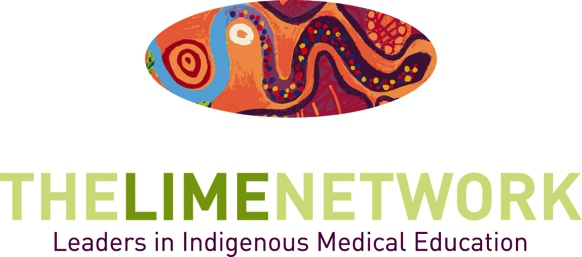 THELIMENETWORK
Leaders in Indigenous Medical Education